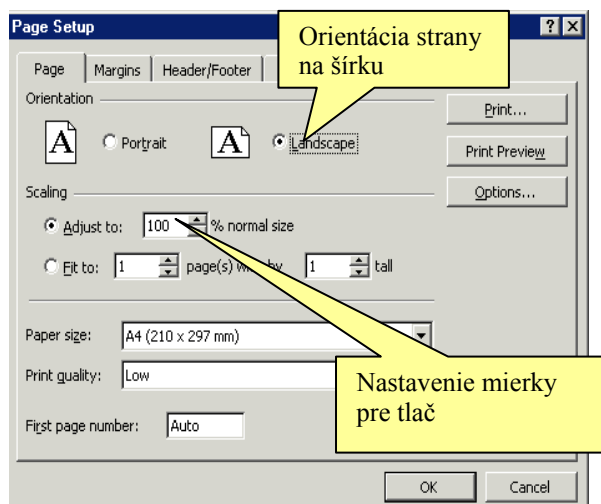 Page Setup
Orientácia strany
na šírku
Page Margins Header/Footer
Orientation
A Portrait A Landscape
Print...
Print Preview
Options...
Scaling
Adjust to: 100 % normal size
Fit to: 1 page(s) by 1 tall
Paper size: A4 (210 x 297 mm)
Print quality: Low
Nastavenie mierky
pre tlač
First page number: Auto
OK Cancel